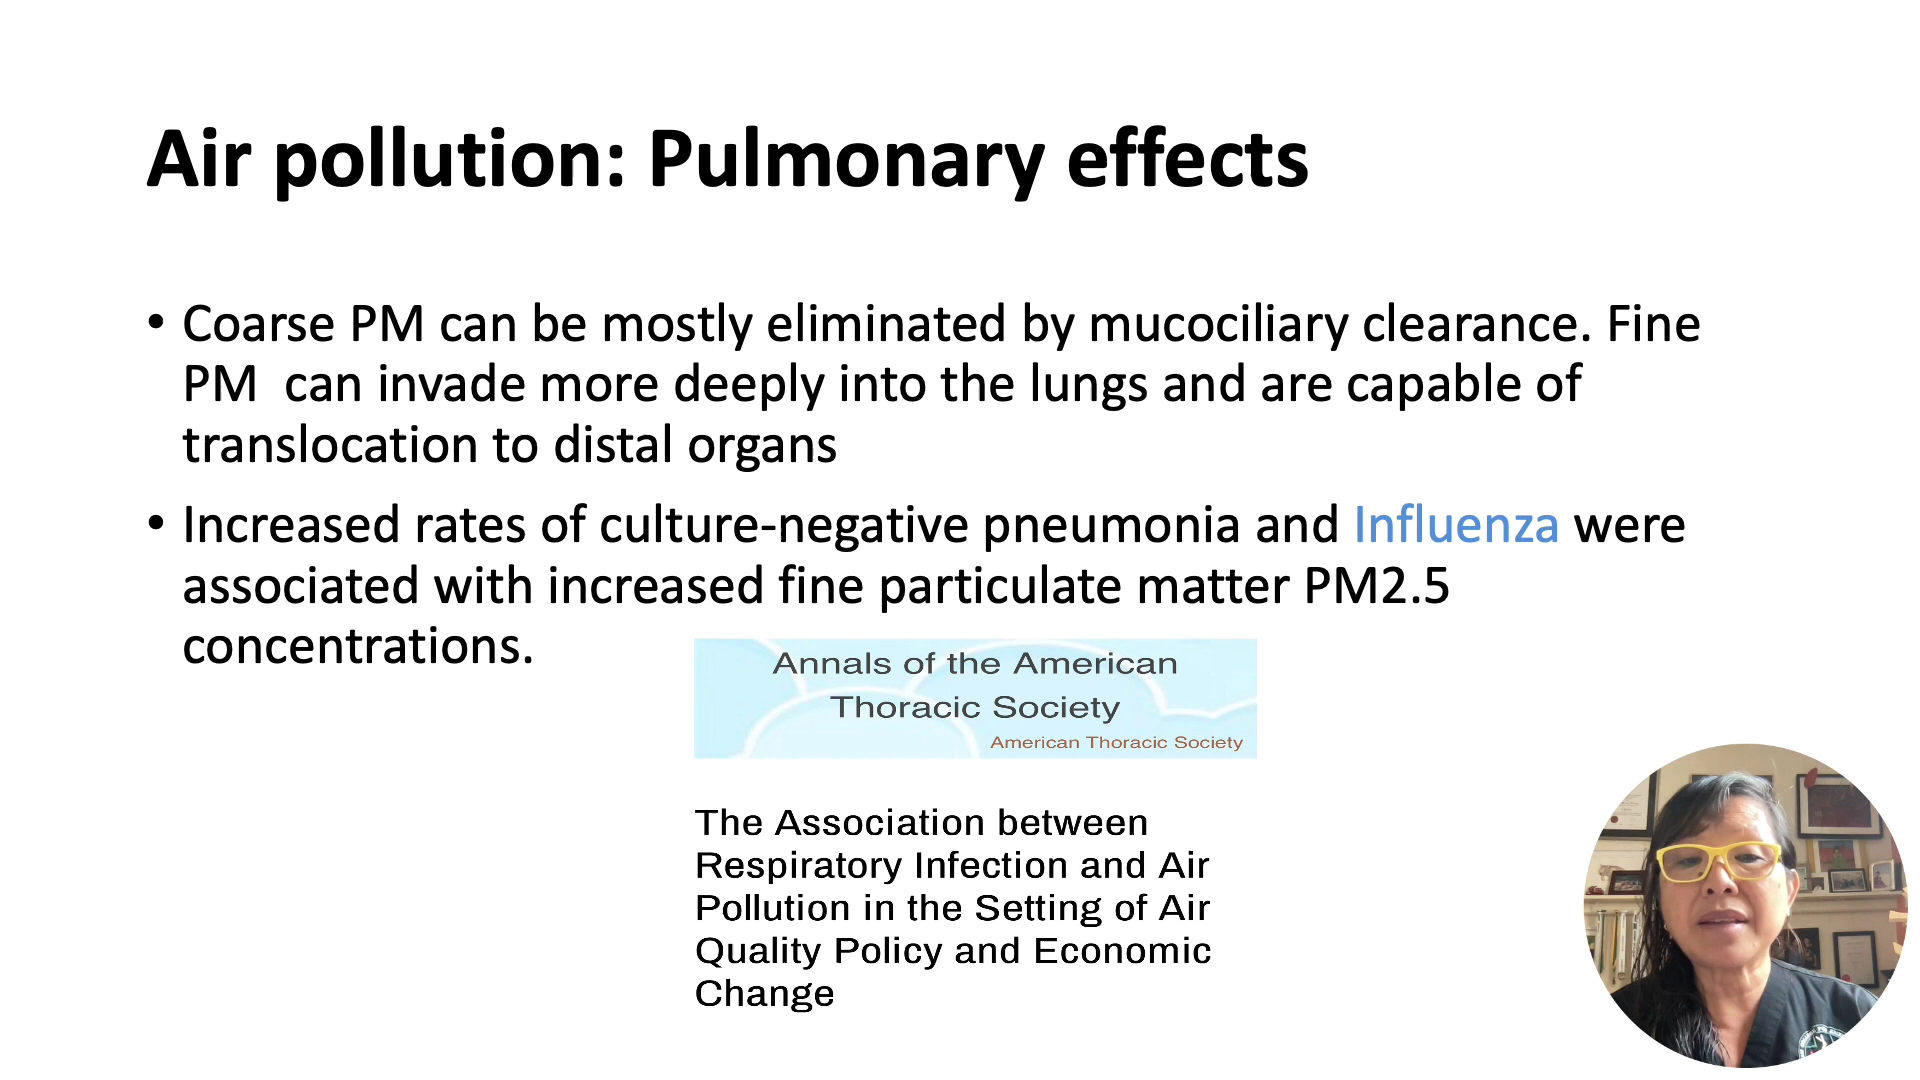 Air pollution: Pulmonary effects
• Coarse PM can be mostly eliminated by mucociliary clearance. Fine
PM  can invade more deeply into the lungs and are capable of
translocation to distal organs
• Increased rates of culture-negative pneumonia and Influenza were
associated with increased fine particulate matter PM2.5
concentrations.
Annals of the American
Thoracic Society
American Thoracic Society
The Association between
Respiratory Infection and Air
Pollution in the Setting of Air
Quality Policy and Economic
Change